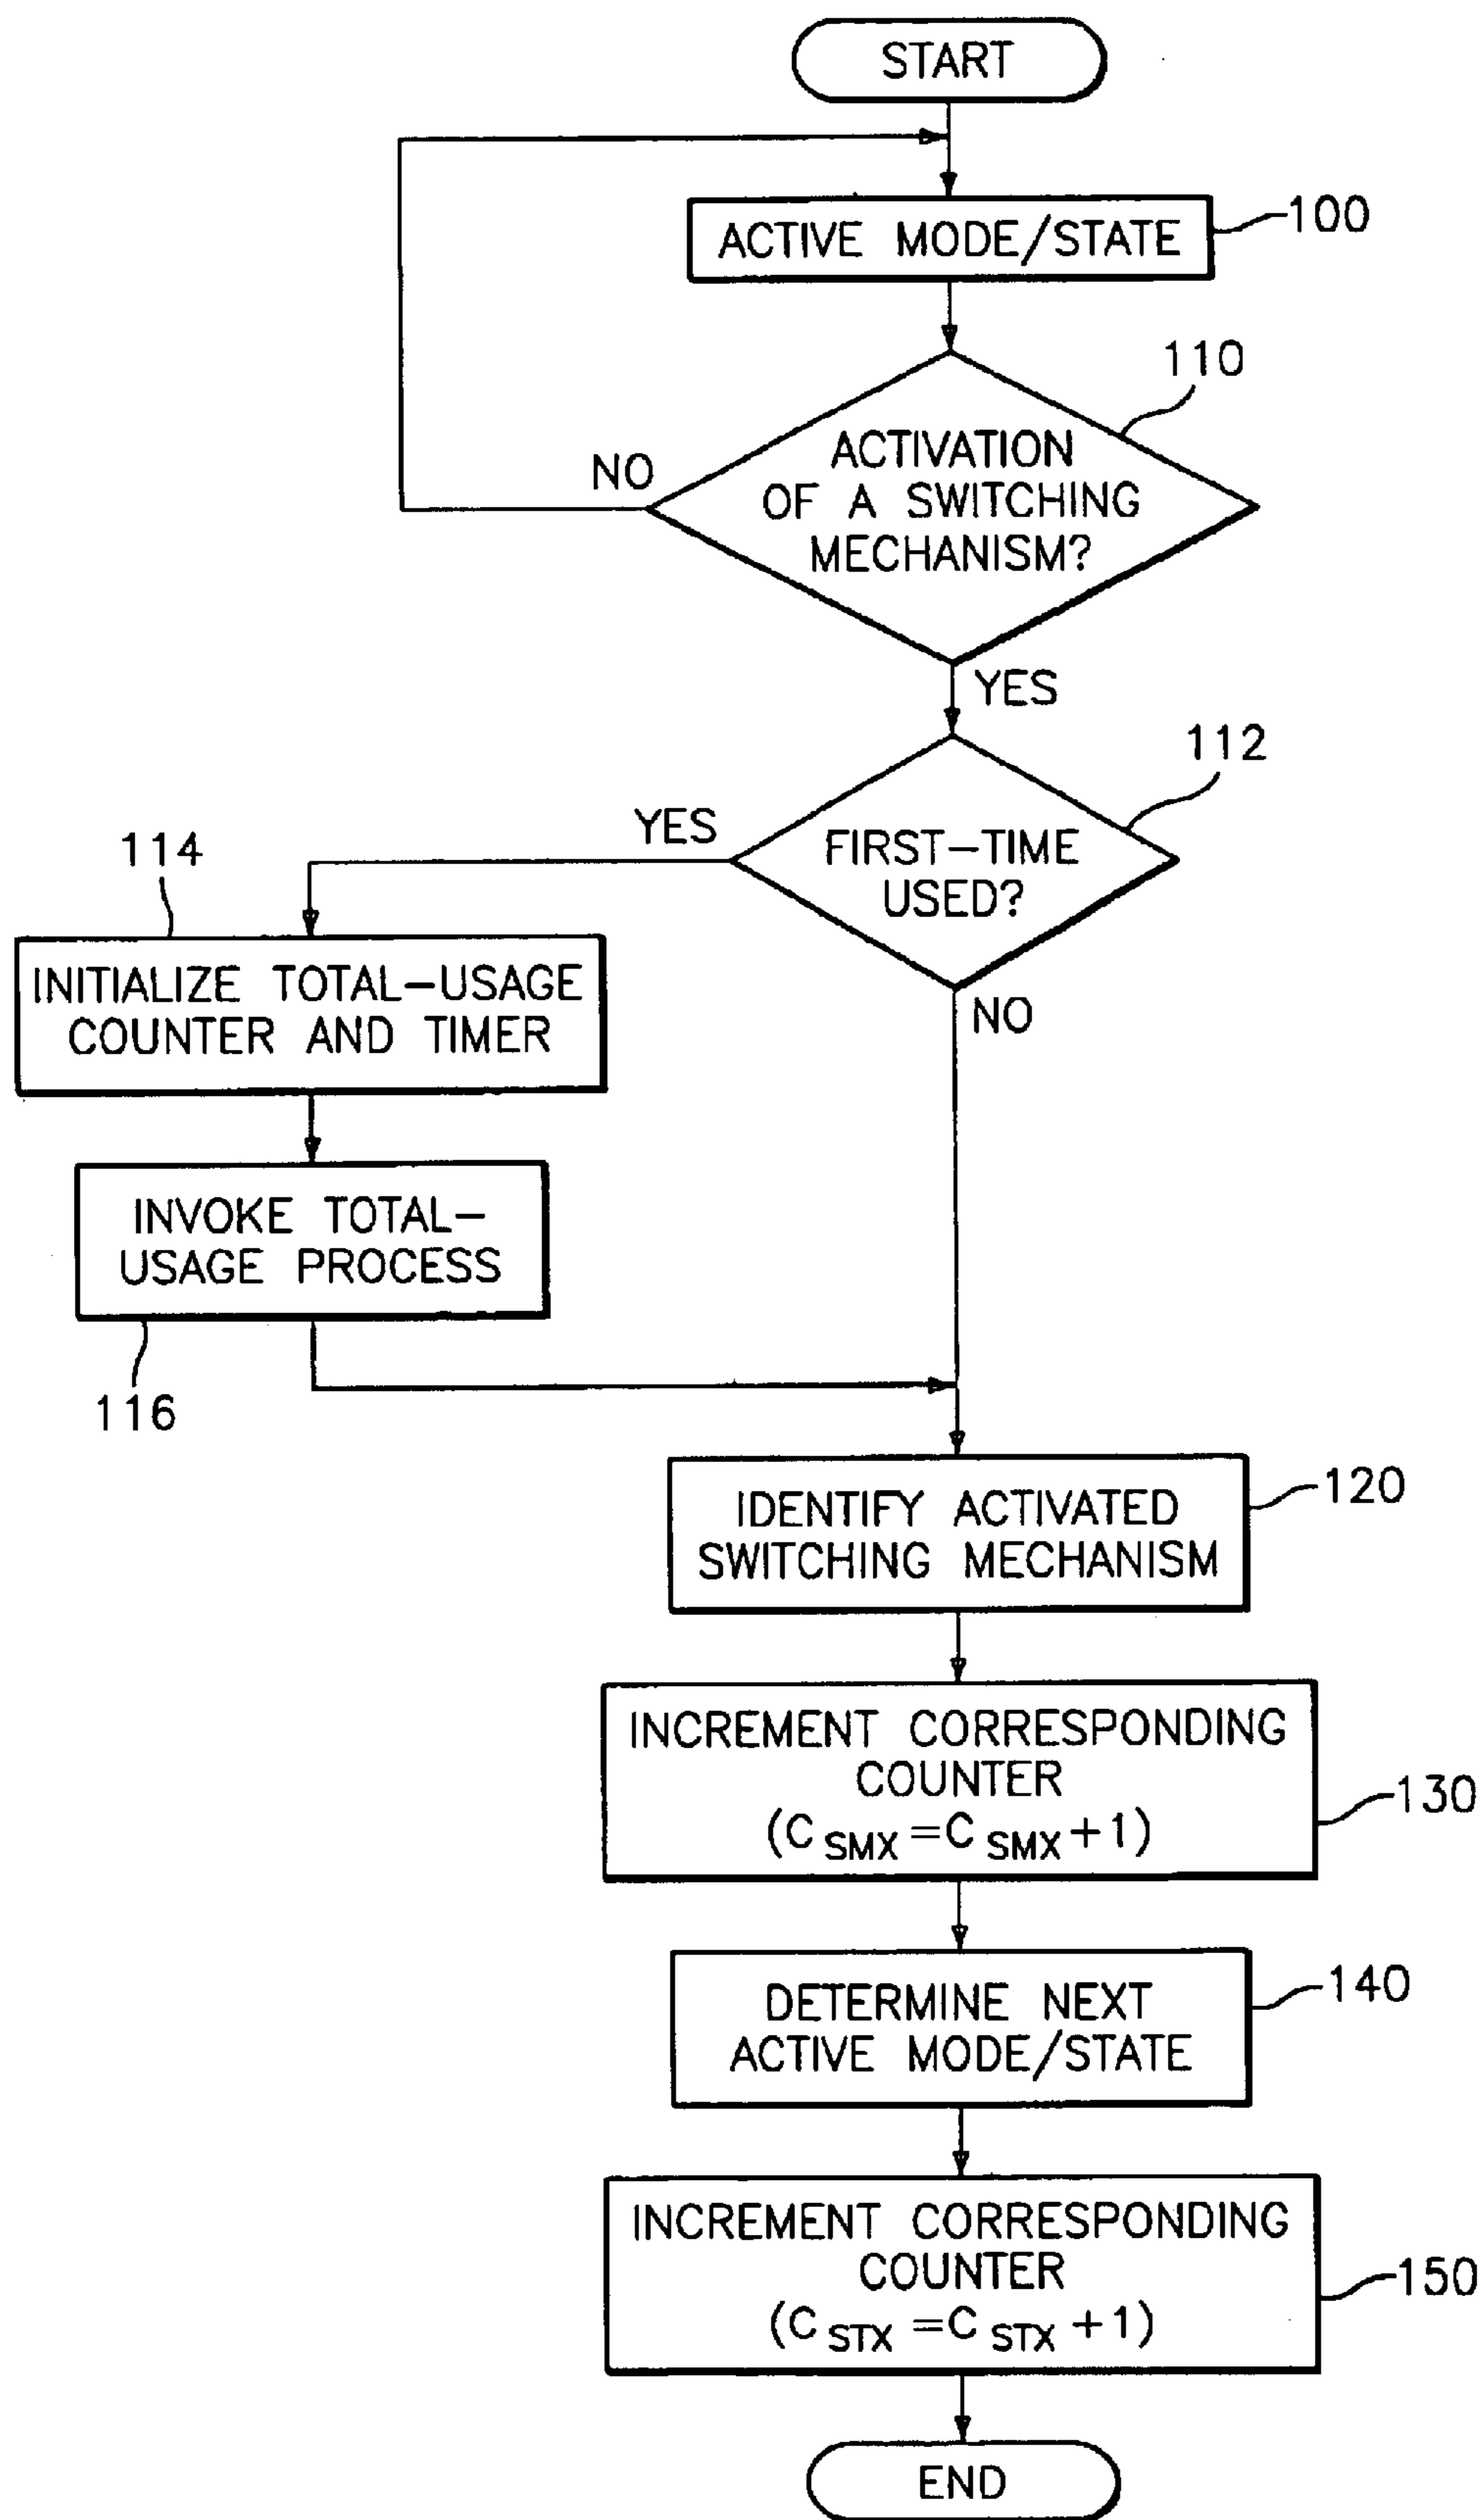 START
ACTIVE MODE/STATE
100
110
ACTIVATION
OF A SWITCHING
MECHANISM?
NO
YES
112
YES
FIRST-TIME
USED?
114
NO
INITIALIZE TOTAL-USAGE
COUNTER AND TIMER
INVOKE TOTAL-
USAGE PROCESS
116
IDENTIFY ACTIVATED
SWITCHING MECHANISM
120
INCREMENT CORRESPONDING
COUNTER
(C SMX =C SMX +1)
130
DETERMINE NEXT
ACTIVE MODE/STATE
140
INCREMENT CORRESPONDING
COUNTER
(C STX =C STX +1)
150
END